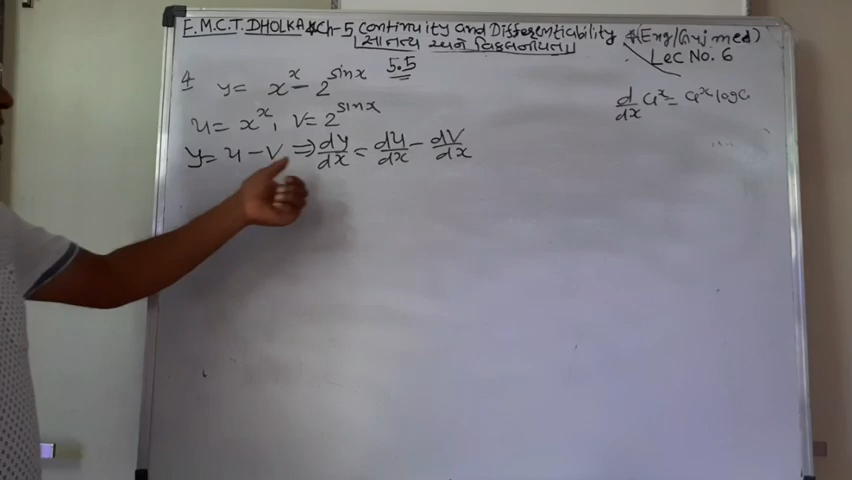 F.M.C.T. DHOLKA * Ch-5 Continuity and Differentiability * (Eng/Guj med)
સાતત્ય અને વિકલનીયતા
Lec No. 6
5.5
4 y = x^x - 2^sinx
d/dx a^x = a^x log a
u = x^x, v = 2^sinx
y = u - v ⇒ dy/dx = du/dx - dv/dx